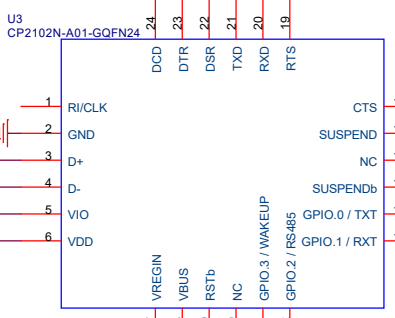 U3
CP2102N-A01-GQFN24
24
23
22
21
20
19
DCD
DTR
DSR
TXD
RXD
RTS
1
RI/CLK
CTS
2
GND
SUSPEND
3
D+
NC
4
D-
SUSPENDb
5
VIO
GPIO.0 / TXT
6
VDD
GPIO.1 / RXT
VREGIN
VBUS
RSTb
NC
GPIO.3 / WAKEUP
GPIO.2 / RS485